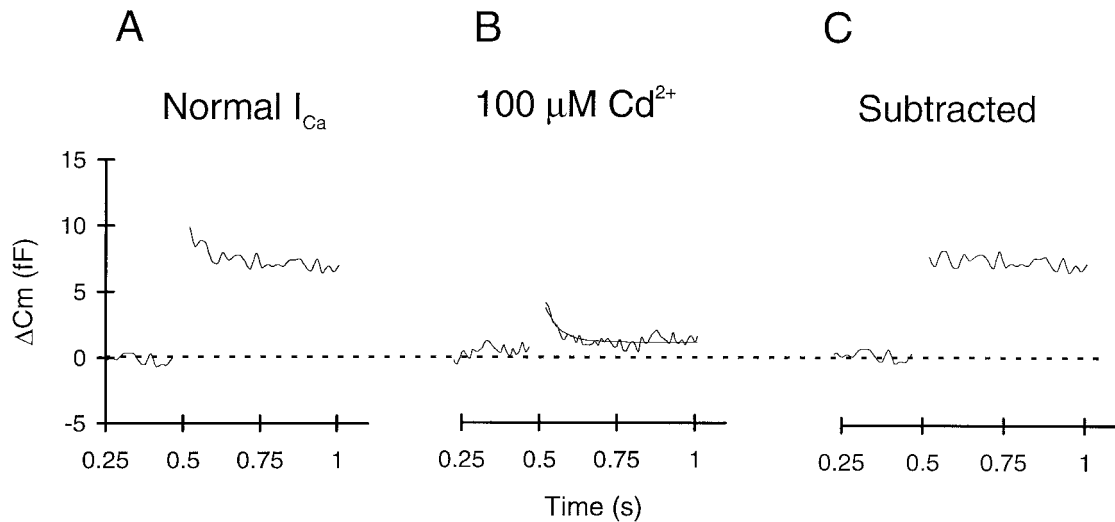 A B C
Normal I_Ca 100 μM Cd²⁺ Subtracted
15
10
5
0
-5
ΔCm (fF)
0.25 0.5 0.75 1 0.25 0.5 0.75 1 0.25 0.5 0.75 1
Time (s)